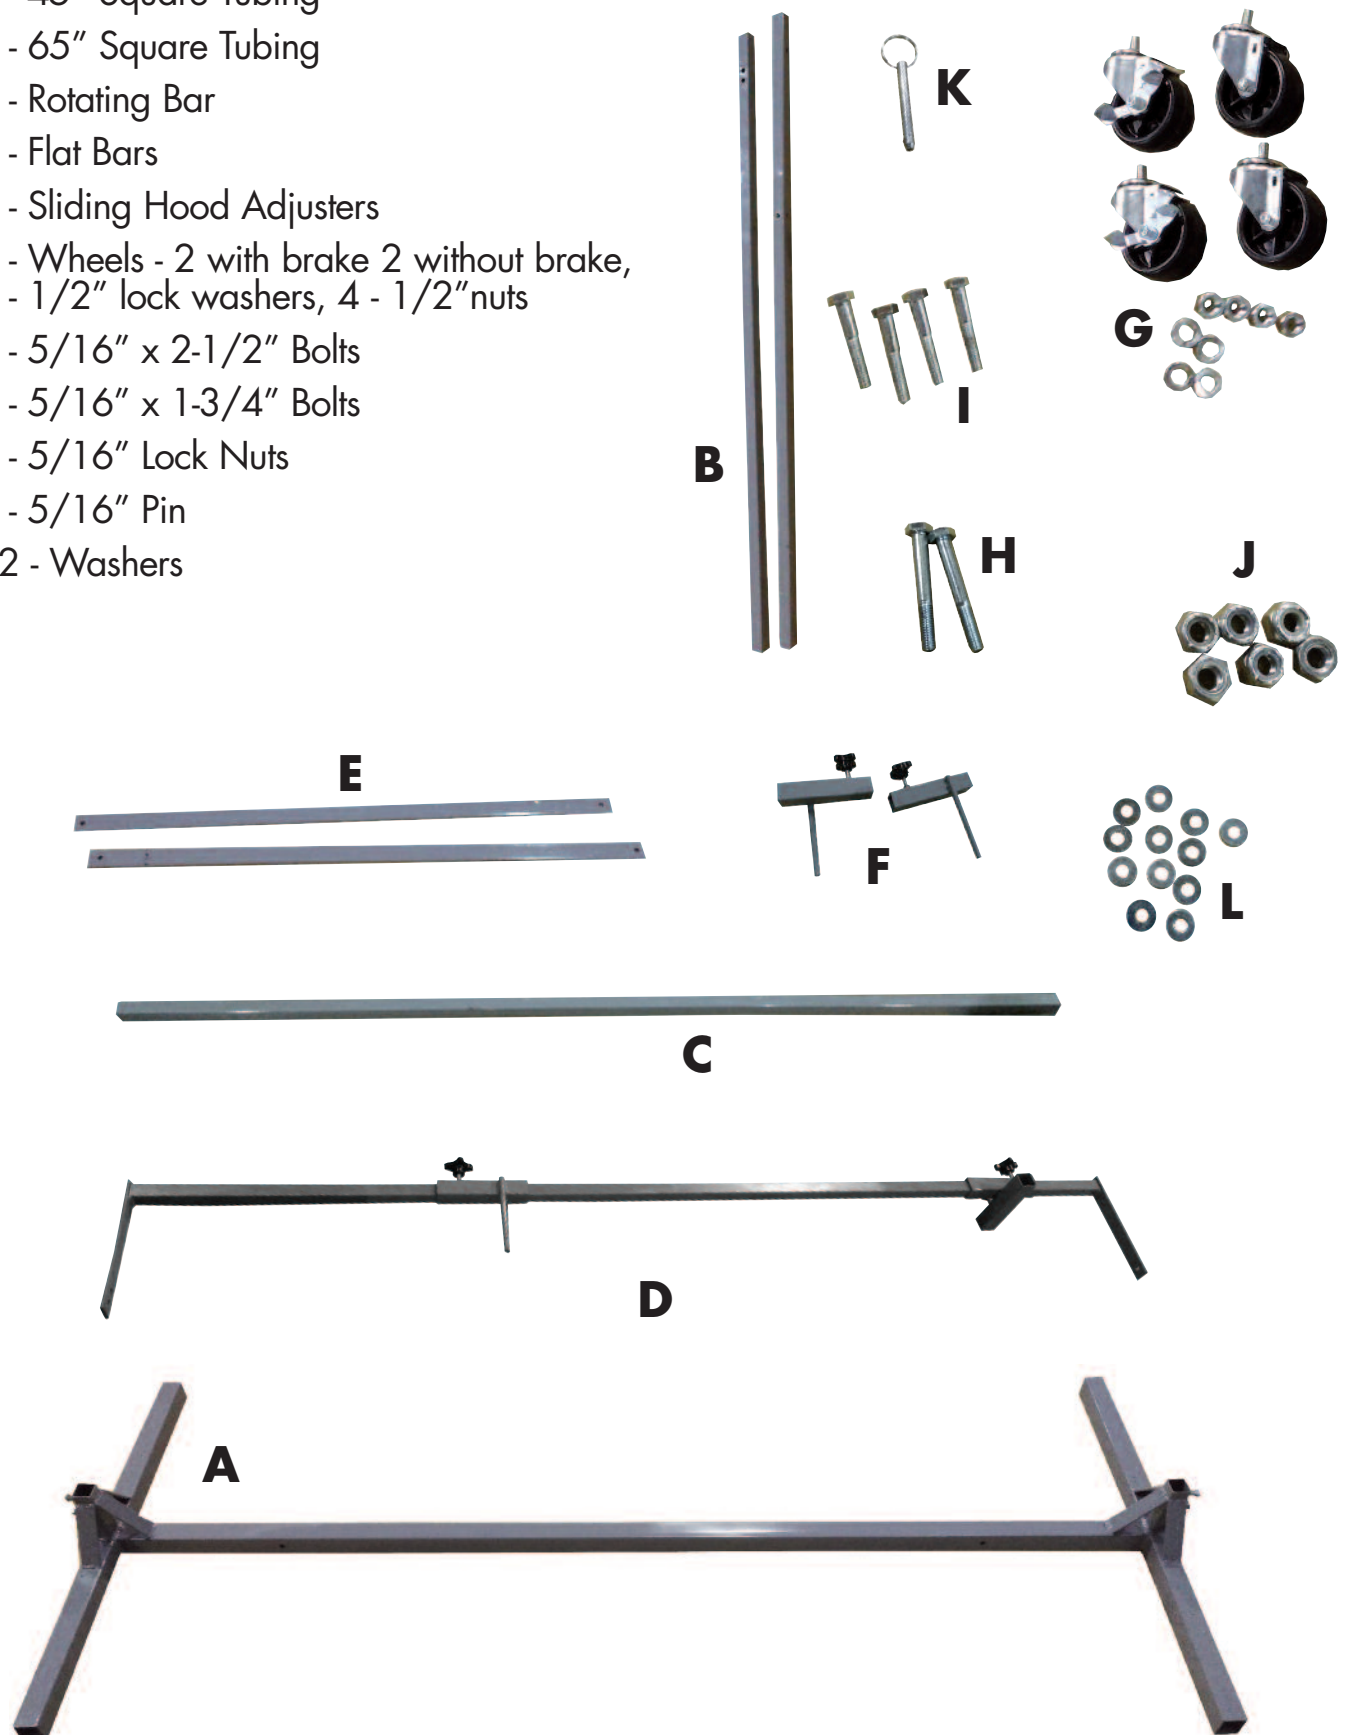 Square Tubing
- 65" Square Tubing
- Rotating Bar
- Flat Bars
- Sliding Hood Adjusters
- Wheels - 2 with brake 2 without brake,
- 1/2" lock washers, 4 - 1/2"nuts
- 5/16" x 2-1/2" Bolts
- 5/16" x 1-3/4" Bolts
- 5/16" Lock Nuts
- 5/16" Pin
2 - Washers
K
G
I
B
H
J
E
F
L
C
D
A